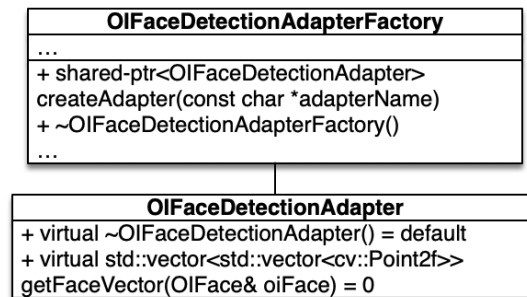 OIFaceDetectionAdapterFactory
...
+ shared-ptr<OIFaceDetectionAdapter>
createAdapter(const char *adapterName)
+ ~OIFaceDetectionAdapterFactory()
...
OIFaceDetectionAdapter
+ virtual ~OIFaceDetectionAdapter() = default
+ virtual std::vector<std::vector<cv::Point2f>>
getFaceVector(OIFace& oiFace) = 0